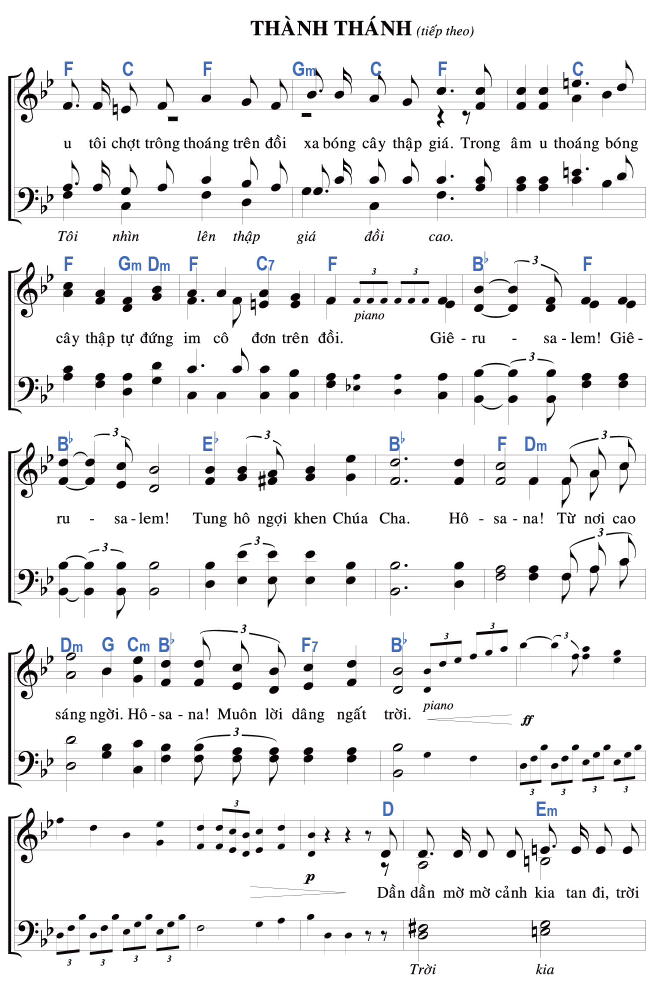 THÀNH THÁNH (tiếp theo)
F C F Gm C F C
u tôi chợt trông thoáng trên đồi xa bóng cây thập giá. Trong âm u thoáng bóng
Tôi nhìn lên thập giá đồi cao.
F Gm Dm F C7 F B♭ F
3 3 3
piano
cây thập tự đứng im cô đơn trên đồi. Giê-ru-salem! Giê-
3
B♭ E♭ B♭ F Dm
3 3 3
ru-salem! Tung hô ngợi khen Chúa Cha. Hô-sa-na! Từ nơi cao
3 3 3
Dm G Cm B♭ F7 B♭
3 3 3 3
sáng ngời. Hô-sa-na! Muôn lời dâng ngất trời.
piano ff
3 3 3 3 3
D Em
3
p
Dần dần mờ mờ cảnh kia tan đi, trời
3 3 3 3
Trời kia